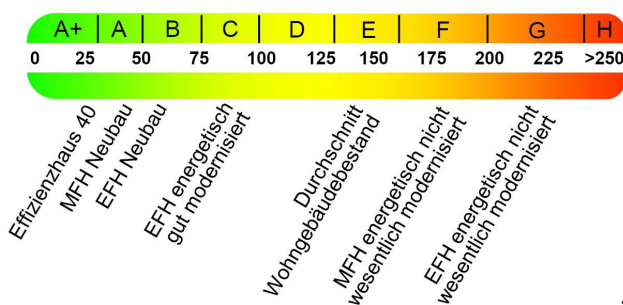 A+ A B C D E F G H
0 25 50 75 100 125 150 175 200 225 >250
Effizienzhaus 40
MFH Neubau
EFH Neubau
EFH energetisch
gut modernisiert
Durchschnitt
Wohngebäudebestand
MFH energetisch nicht
wesentlich modernisiert
EFH energetisch nicht
wesentlich modernisiert